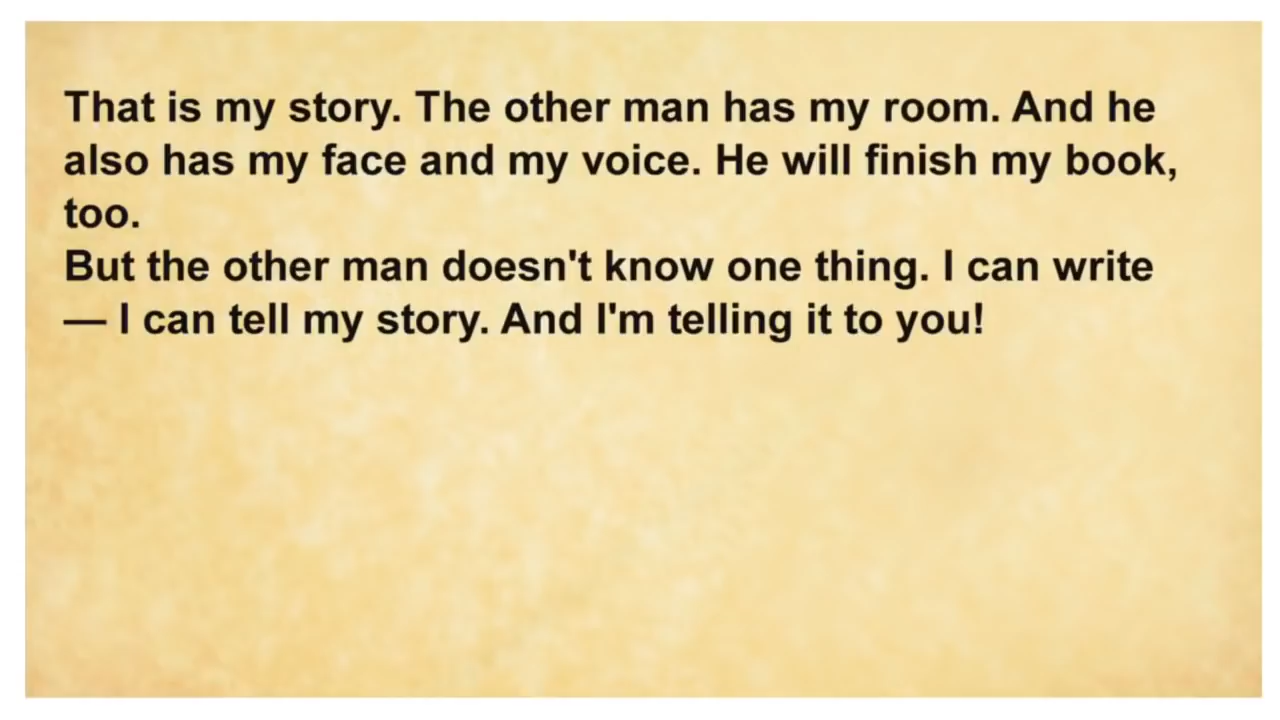 That is my story. The other man has my room. And he
also has my face and my voice. He will finish my book,
too.
But the other man doesn't know one thing. I can write
— I can tell my story. And I'm telling it to you!